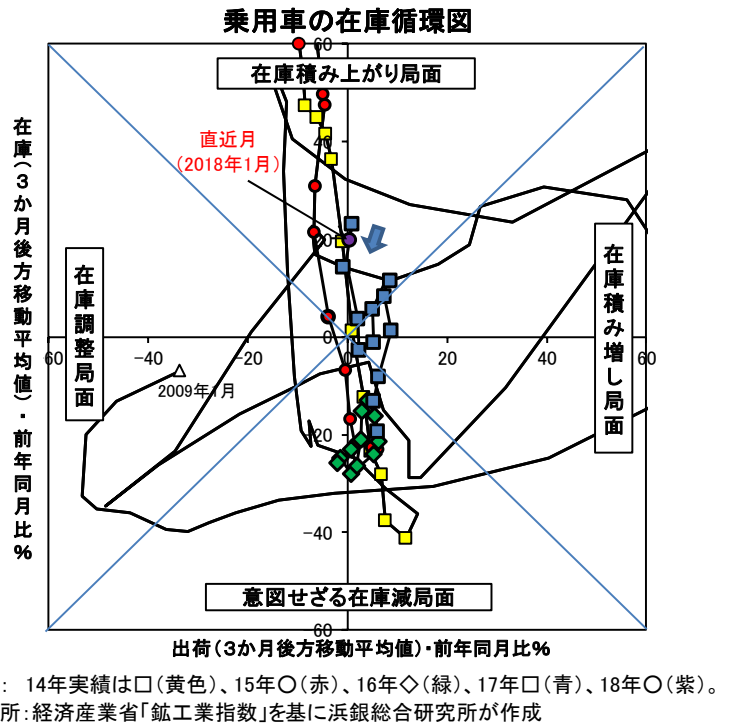 乗用車の在庫循環図
60
在庫積み上がり局面
40
直近月
(2018年1月)
20
在庫(3か月後方移動平均値)・前年同月比%
在庫調整局面
在庫積み増し局面
0
60 −40 −20 0 20 40 60
2009年1月
−20
−40
意図せざる在庫減局面
60
出荷(3か月後方移動平均値)・前年同月比%
: 14年実績は□(黄色)、15年○(赤)、16年◇(緑)、17年□(青)、18年○(紫)。
所:経済産業省「鉱工業指数」を基に浜銀総合研究所が作成